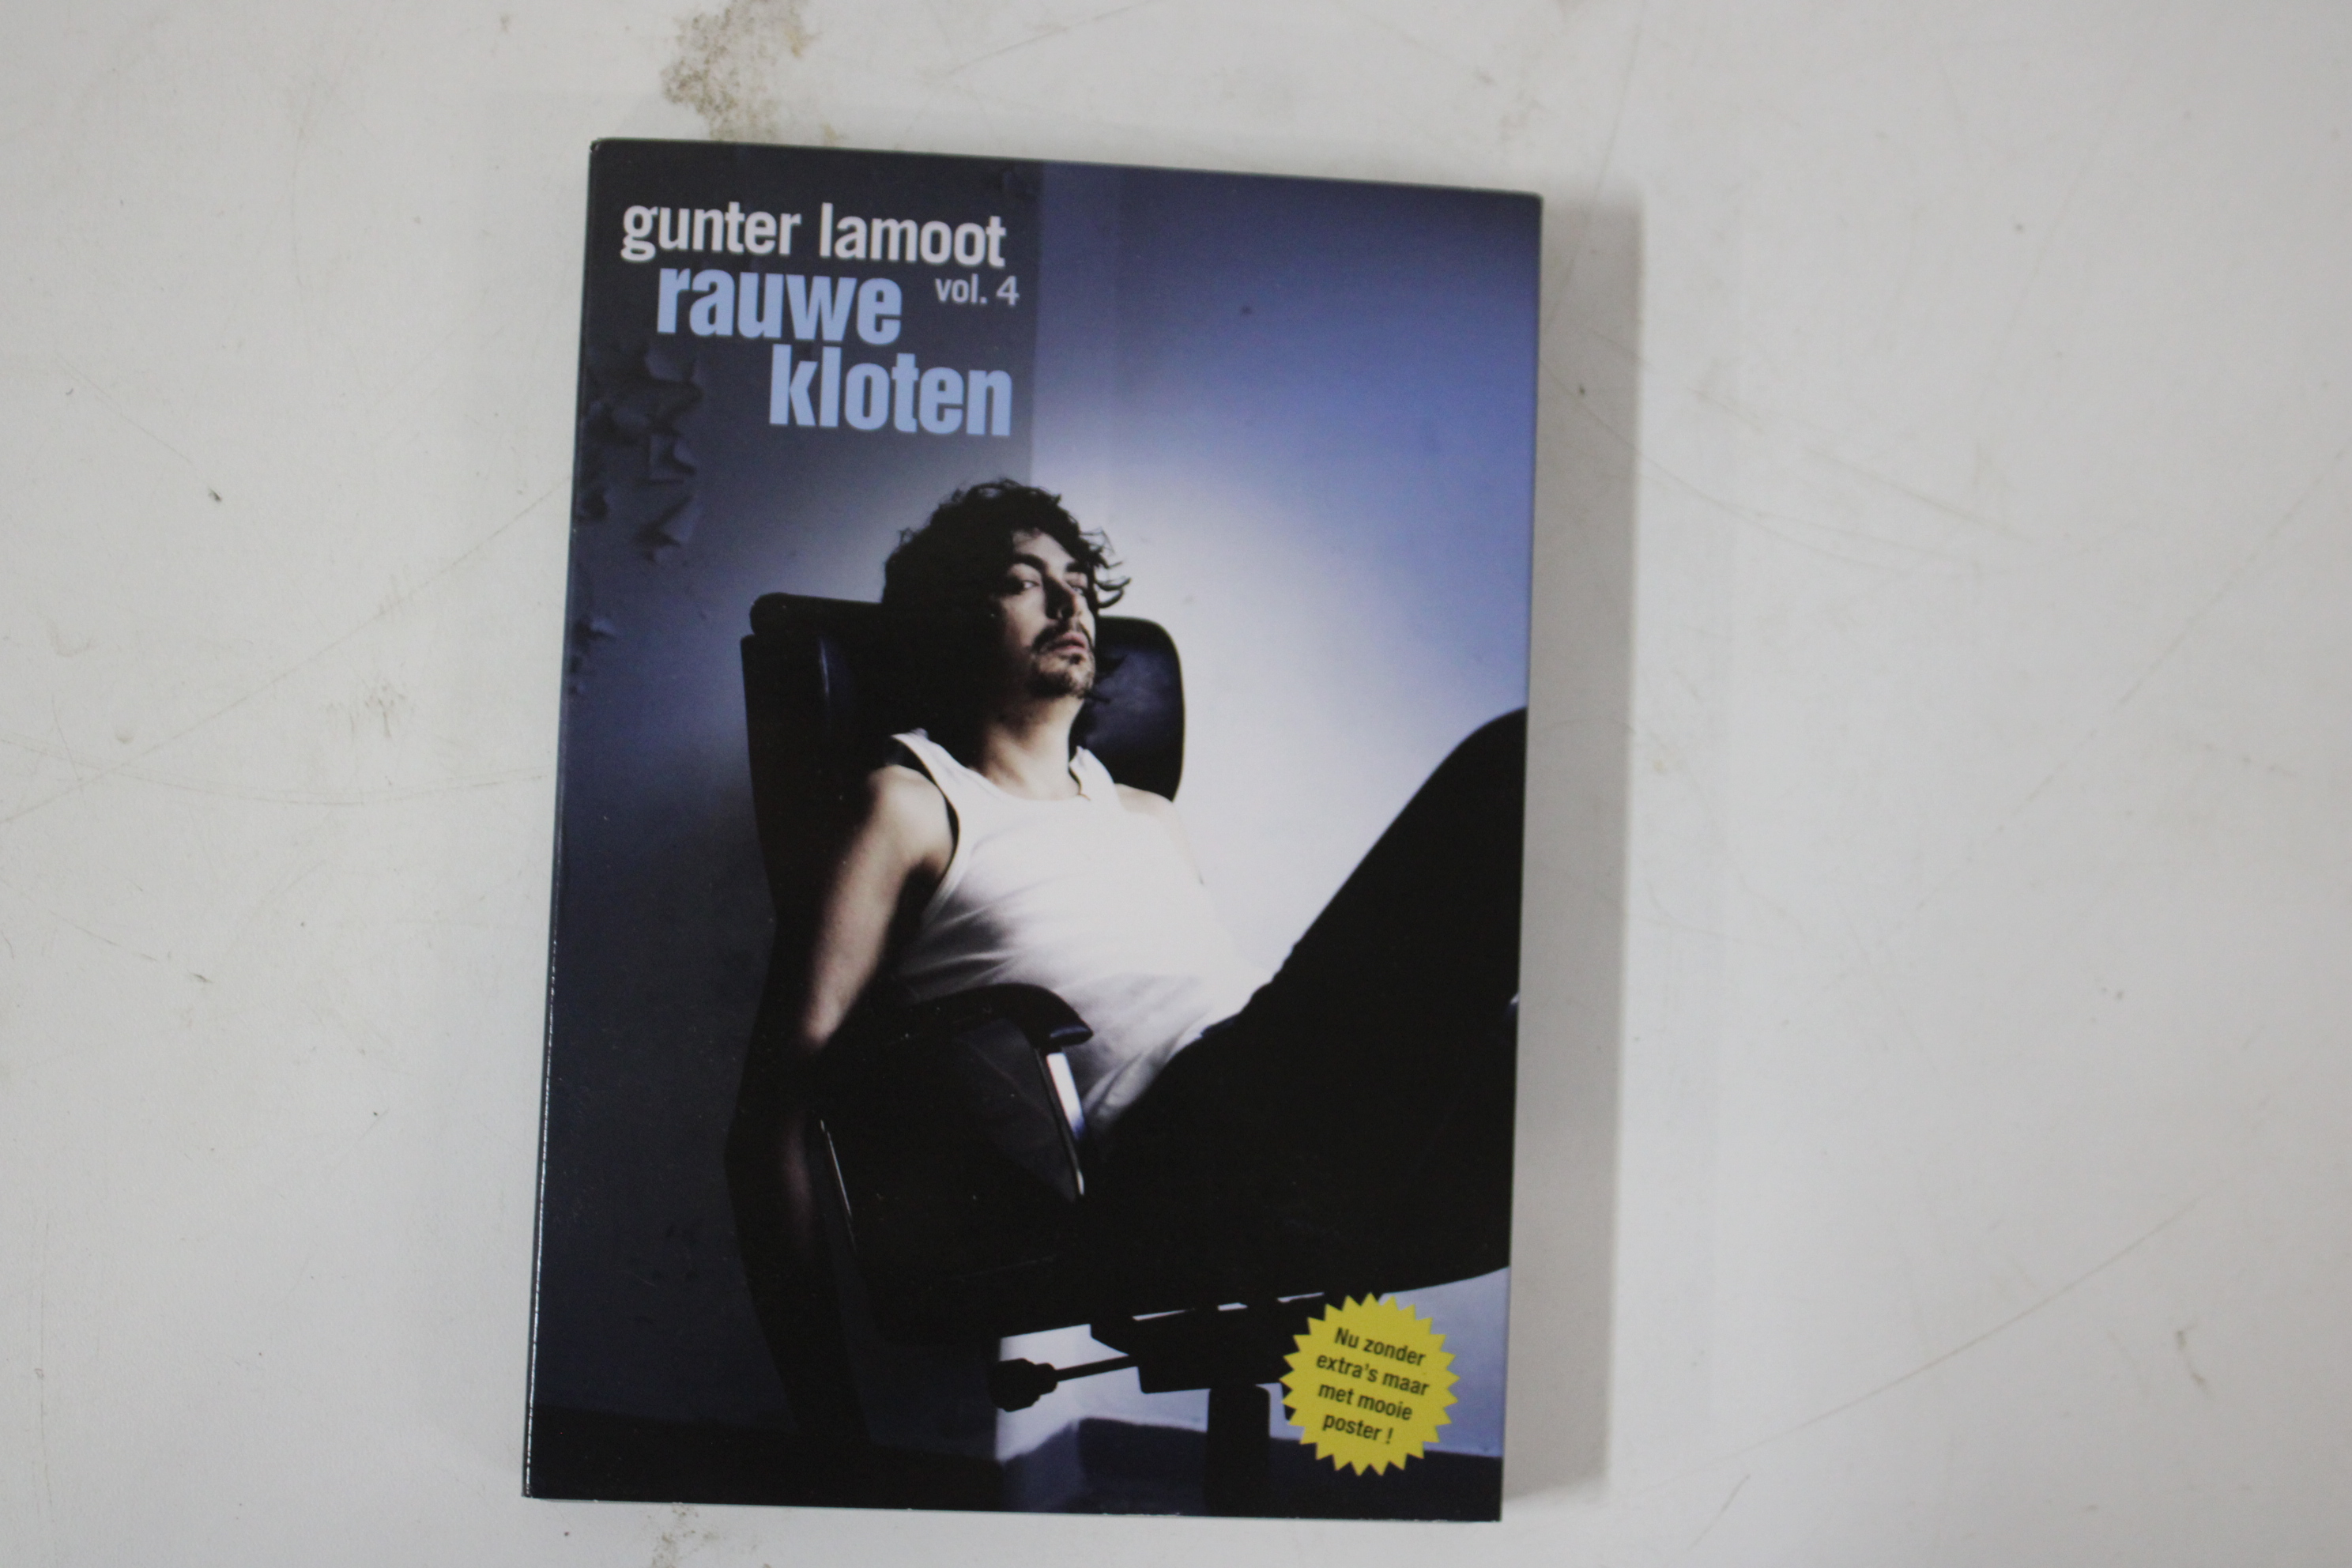 gunter lamoot
rauwe vol. 4
kloten
Nu zonder
extra's maar
met mooie
poster !